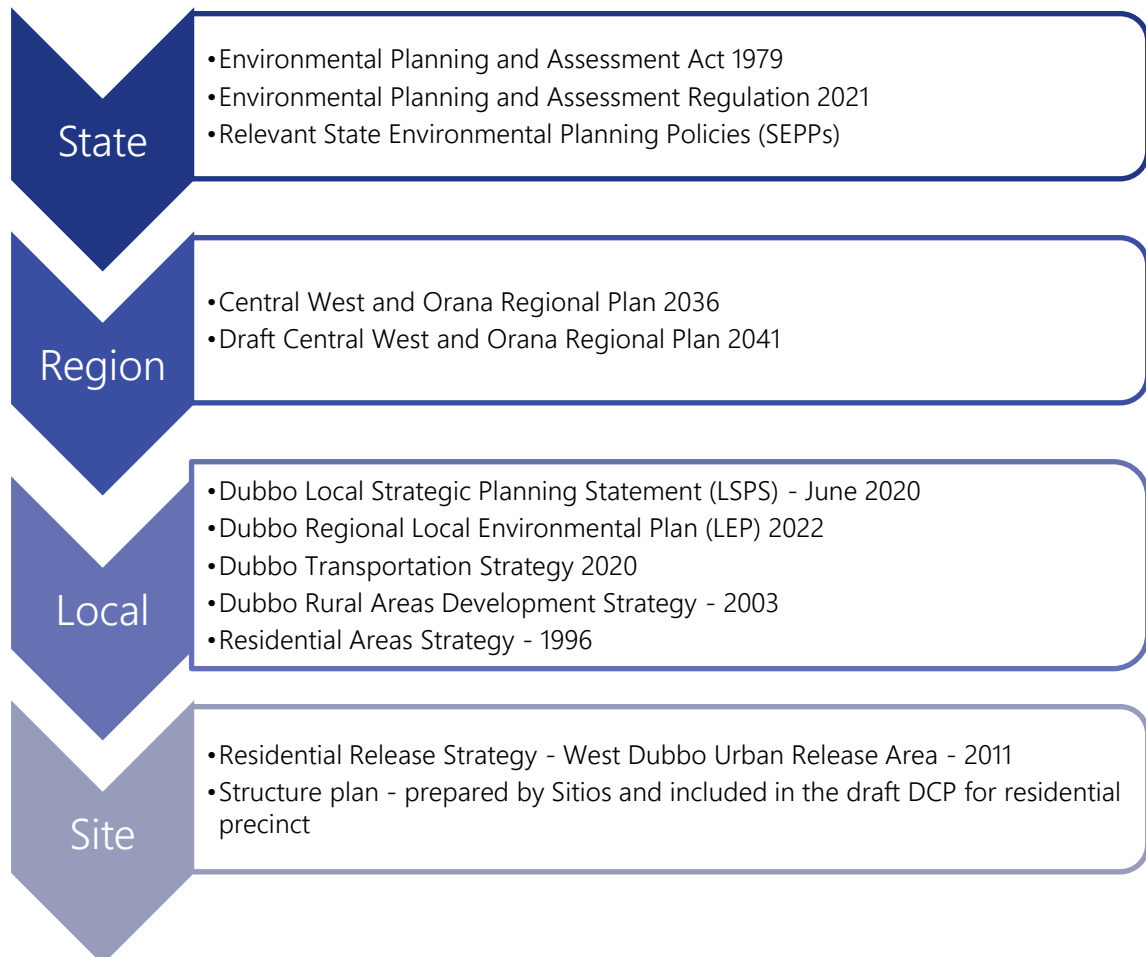 State
•Environmental Planning and Assessment Act 1979
•Environmental Planning and Assessment Regulation 2021
•Relevant State Environmental Planning Policies (SEPPs)
Region
•Central West and Orana Regional Plan 2036
•Draft Central West and Orana Regional Plan 2041
Local
•Dubbo Local Strategic Planning Statement (LSPS) - June 2020
•Dubbo Regional Local Environmental Plan (LEP) 2022
•Dubbo Transportation Strategy 2020
•Dubbo Rural Areas Development Strategy - 2003
•Residential Areas Strategy - 1996
Site
•Residential Release Strategy - West Dubbo Urban Release Area - 2011
•Structure plan - prepared by Sitios and included in the draft DCP for residential
precinct